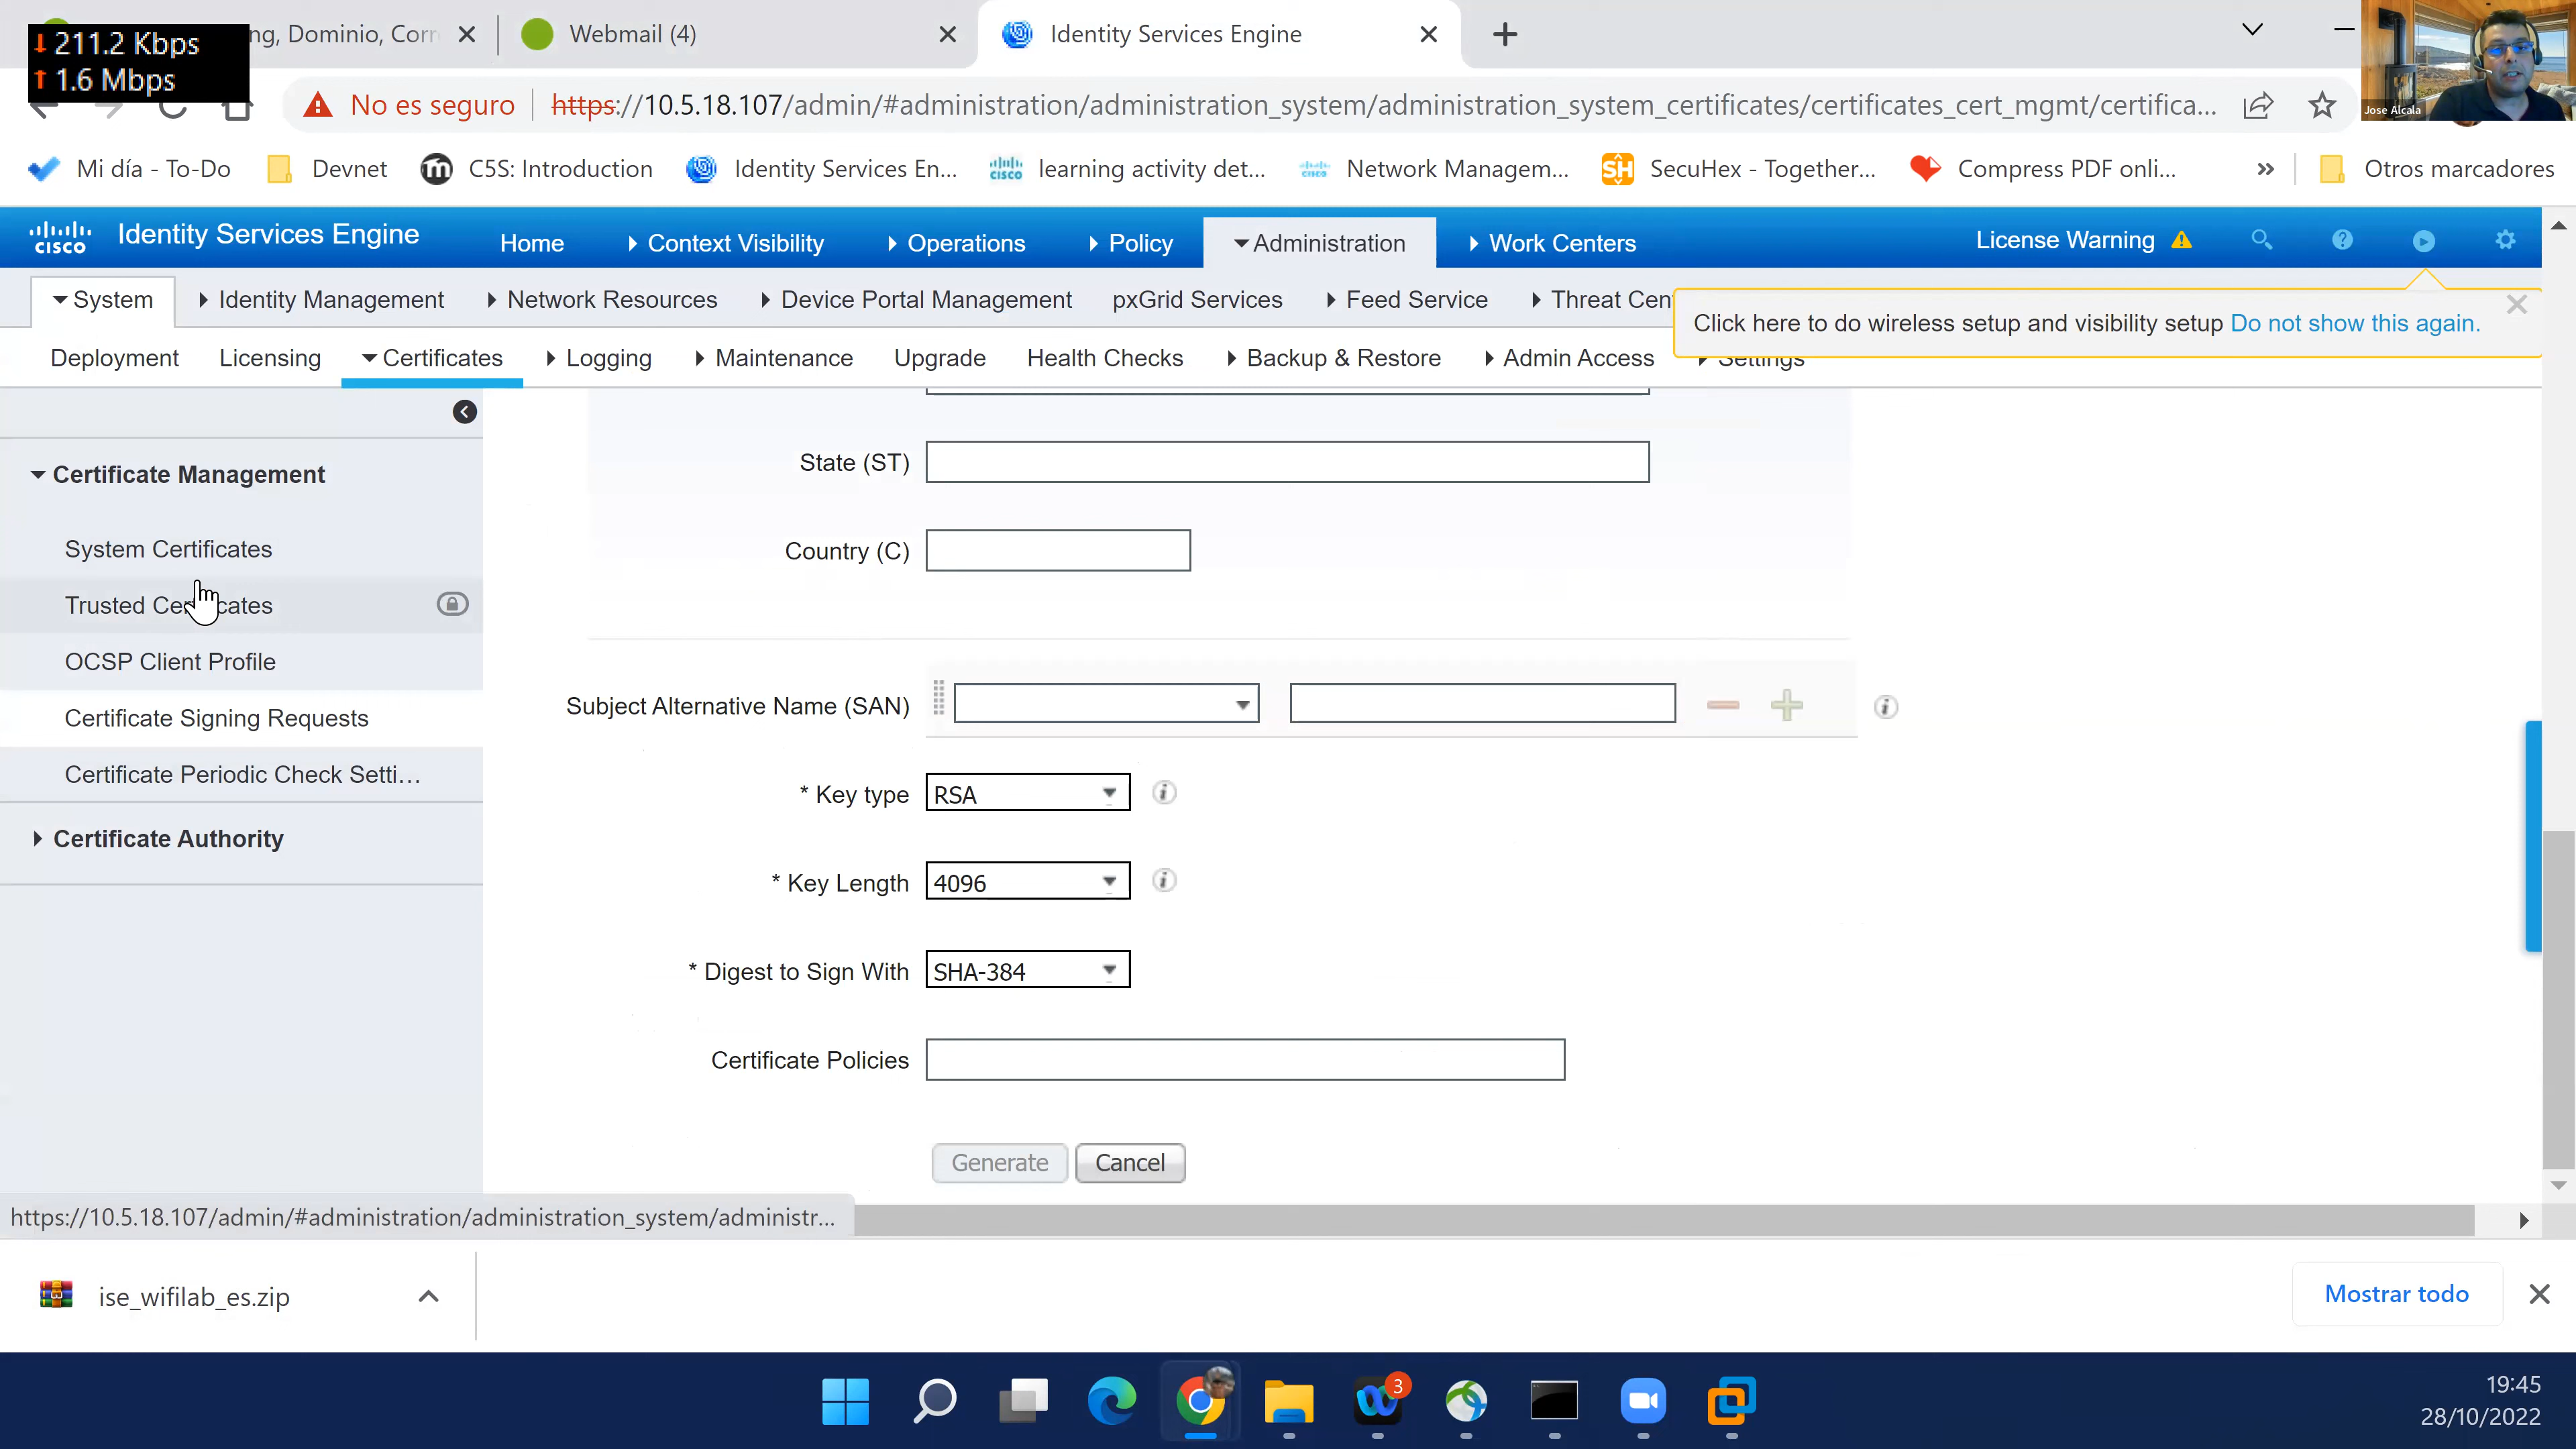 ↓ 211.2 Kbps
↑ 1.6 Mbps
ng, Dominio, Corr
Webmail (4)
Identity Services Engine
No es seguro
https://10.5.18.107/admin/#administration/administration_system/administration_system_certificates/certificates_cert_mgmt/certifica...
Jose Alcala
Mi día - To-Do
Devnet
C5S: Introduction
Identity Services En...
learning activity det...
Network Managem...
SecuHex - Together...
Compress PDF onli...
»
Otros marcadores
cisco
Identity Services Engine
Home
Context Visibility
Operations
Policy
Administration
Work Centers
License Warning
System
Identity Management
Network Resources
Device Portal Management
pxGrid Services
Feed Service
Threat Cen
Click here to do wireless setup and visibility setup Do not show this again.
Deployment
Licensing
Certificates
Logging
Maintenance
Upgrade
Health Checks
Backup & Restore
Admin Access
Settings
Certificate Management
System Certificates
Trusted Certificates
OCSP Client Profile
Certificate Signing Requests
Certificate Periodic Check Setti...
Certificate Authority
State (ST)
Country (C)
Subject Alternative Name (SAN)
* Key type RSA
* Key Length 4096
* Digest to Sign With SHA-384
Certificate Policies
Generate
Cancel
https://10.5.18.107/admin/#administration/administration_system/administr...
ise_wifilab_es.zip
Mostrar todo
3
19:45
28/10/2022